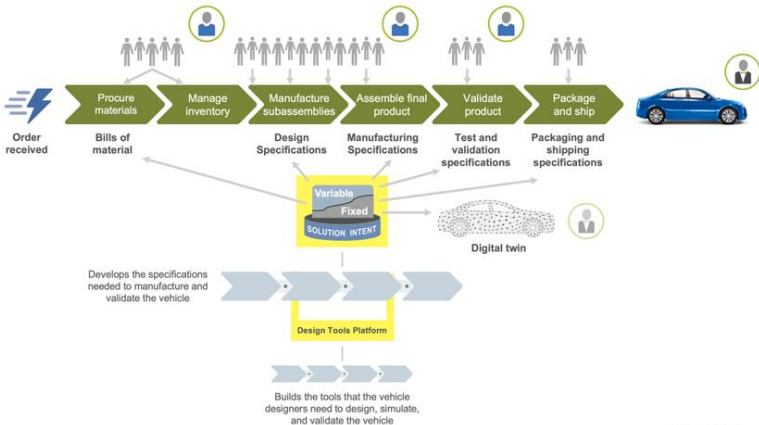 Procure
materials
Manage
inventory
Manufacture
subassemblies
Assemble final
product
Validate
product
Package
and ship
Order
received
Bills of
material
Design
Specifications
Manufacturing
Specifications
Test and
validation
specifications
Packaging and
shipping
specifications
Variable
Fixed
SOLUTION INTENT
Digital twin
Develops the specifications
needed to manufacture and
validate the vehicle
Design Tools Platform
Builds the tools that the vehicle
designers need to design, simulate,
and validate the vehicle